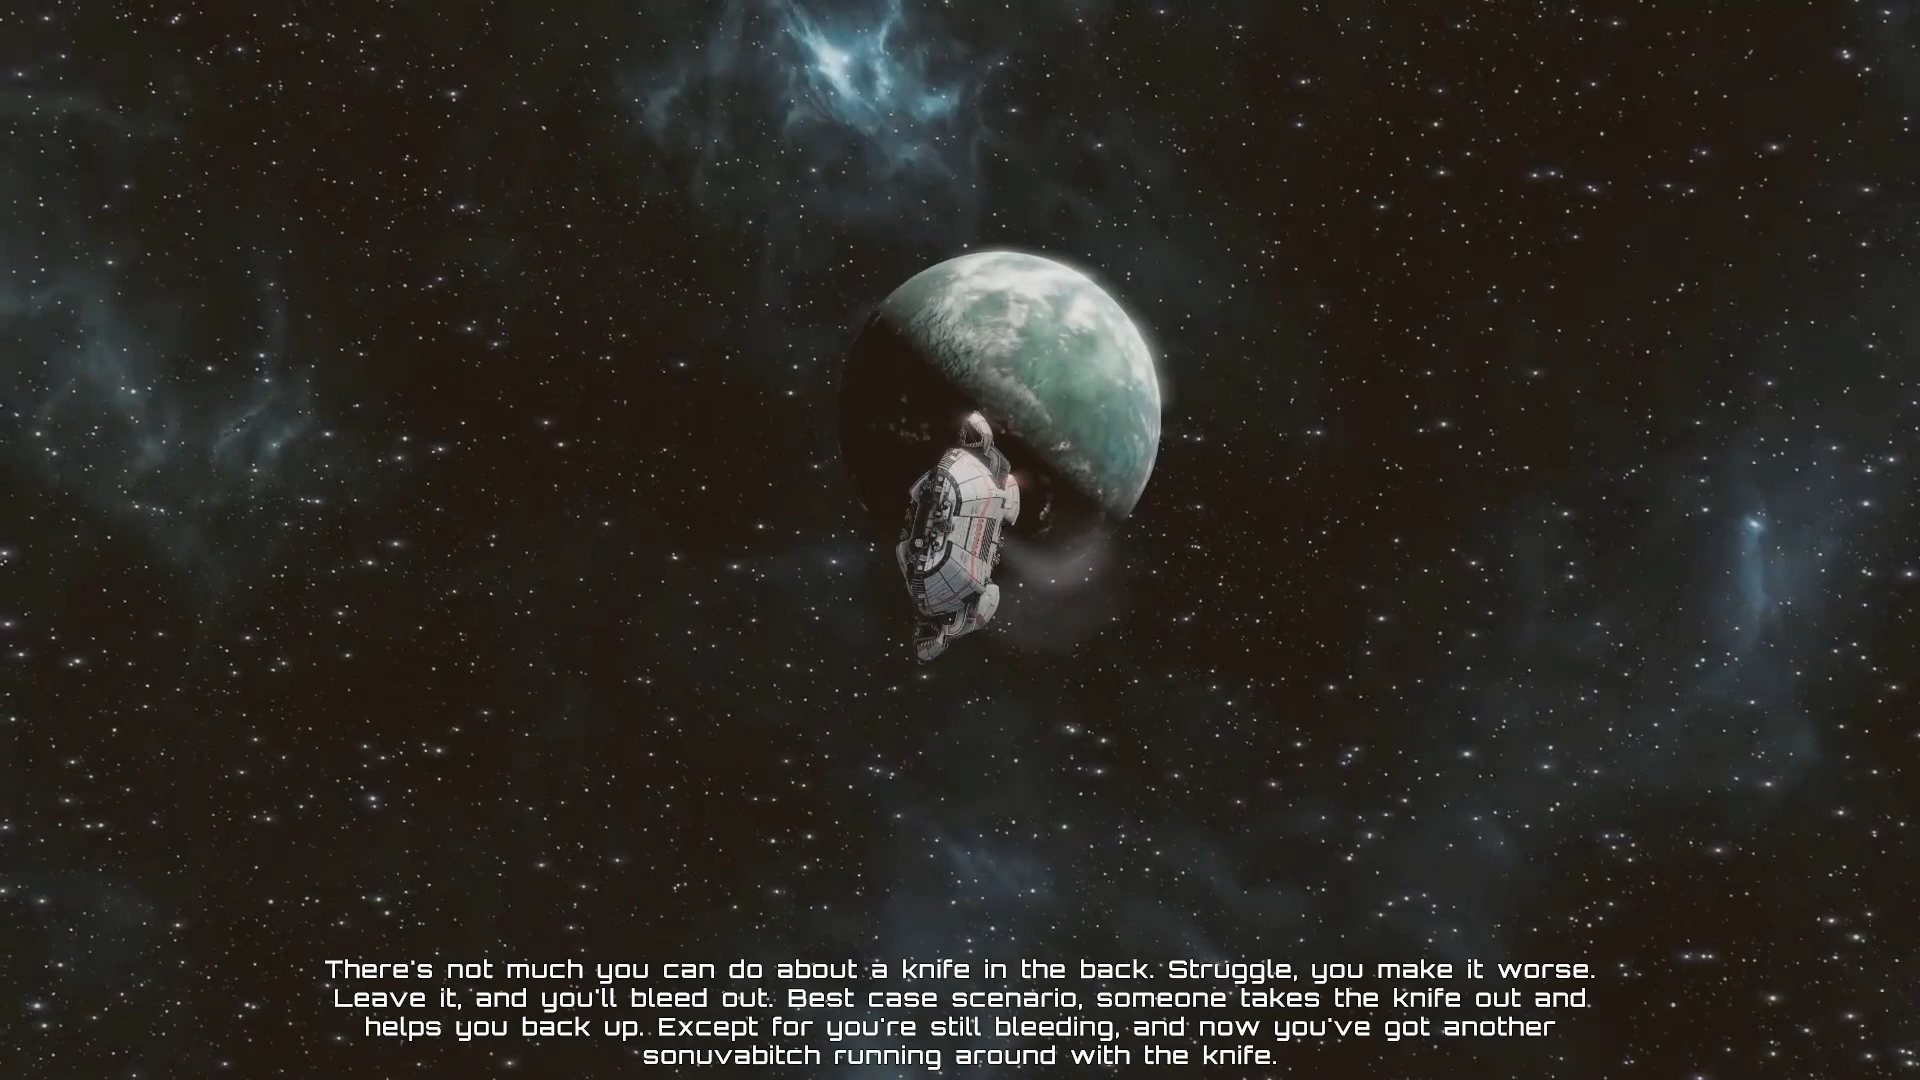 There's not much you can do about a knife in the back. Struggle, you make it worse.
Leave it, and you'll bleed out. Best case scenario, someone takes the knife out and
helps you back up. Except for you're still bleeding, and now you've got another
sonuvabitch running around with the knife.